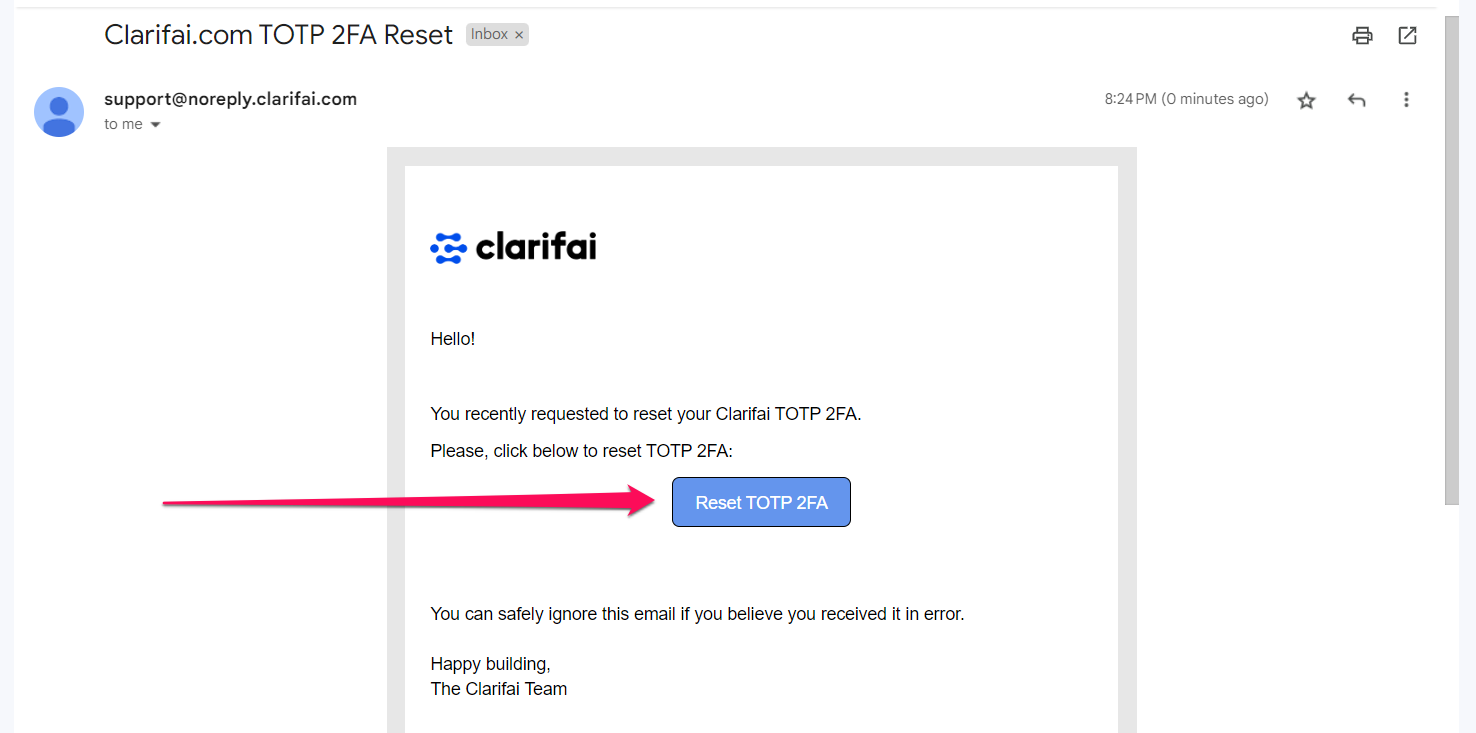 Clarifai.com TOTP 2FA Reset Inbox ×
support@noreply.clarifai.com 8:24 PM (0 minutes ago)
to me
clarifai
Hello!
You recently requested to reset your Clarifai TOTP 2FA.
Please, click below to reset TOTP 2FA:
Reset TOTP 2FA
You can safely ignore this email if you believe you received it in error.
Happy building,
The Clarifai Team